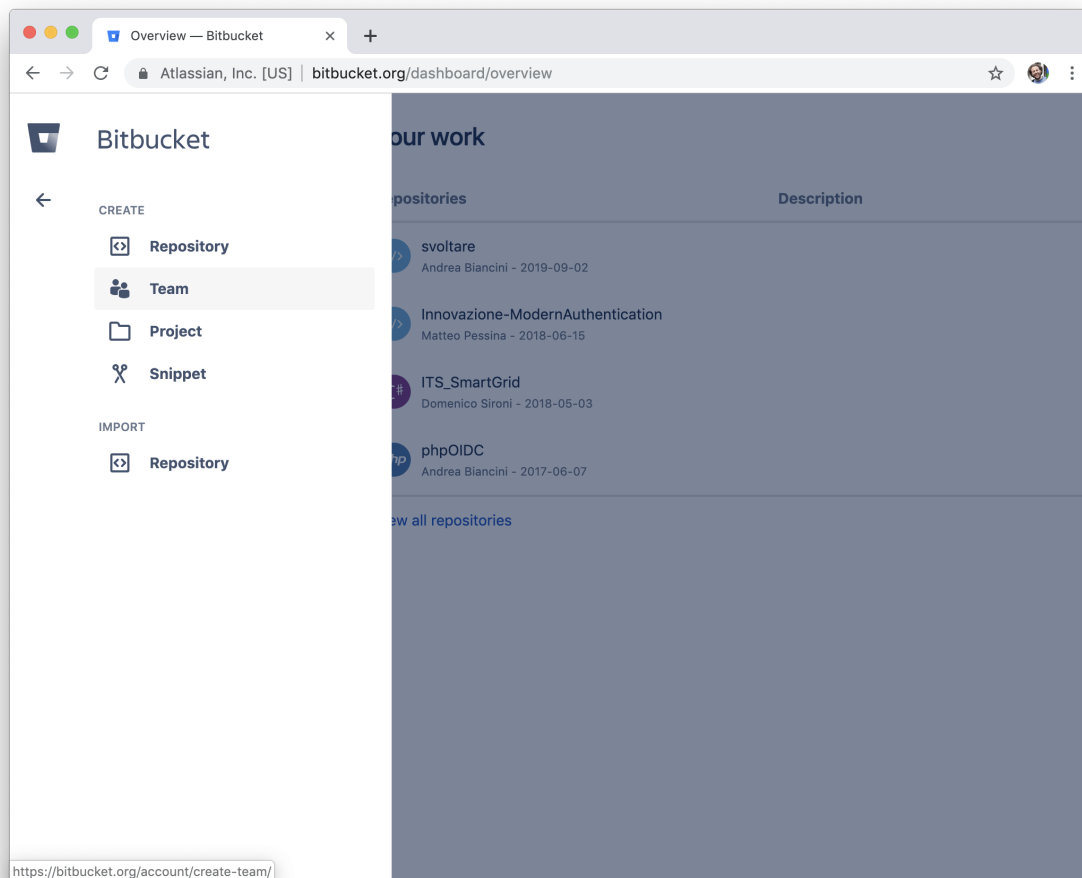 Overview — Bitbucket
Atlassian, Inc. [US] | bitbucket.org/dashboard/overview
Bitbucket
CREATE
Repository
Team
Project
Snippet
IMPORT
Repository
our work
positories Description
svoltare
Andrea Biancini - 2019-09-02
Innovazione-ModernAuthentication
Matteo Pessina - 2018-06-15
ITS_SmartGrid
Domenico Sironi - 2018-05-03
phpOIDC
Andrea Biancini - 2017-06-07
ew all repositories
https://bitbucket.org/account/create-team/